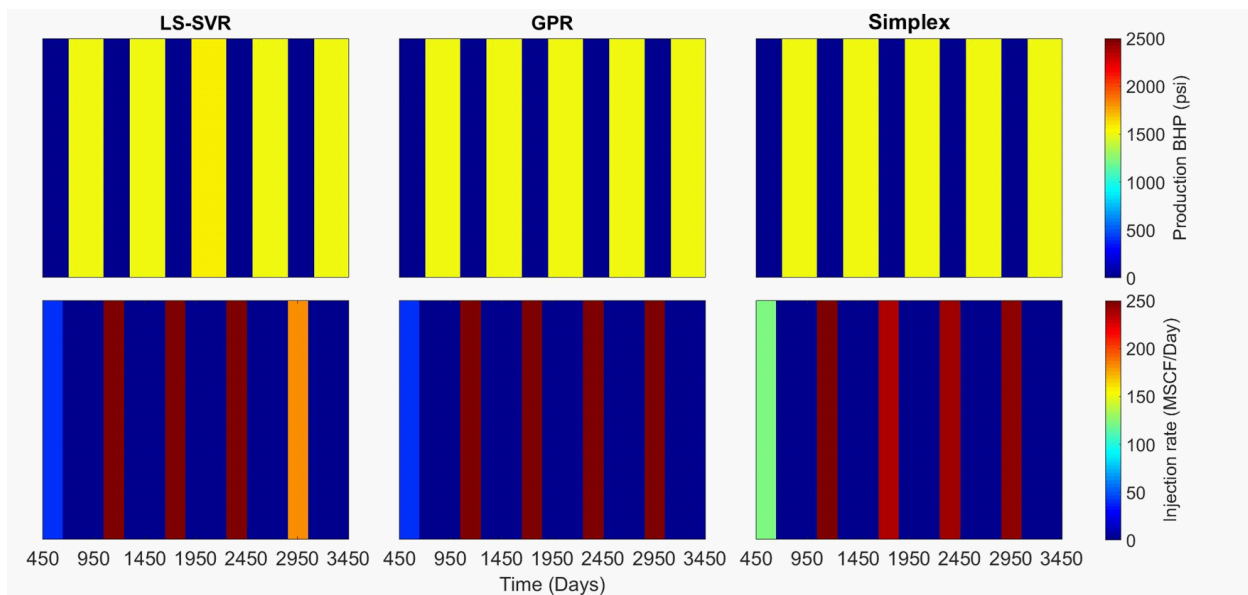 LS-SVR GPR Simplex
2500
2000
1500
1000
500
0
Production BHP (psi)
250
200
150
100
50
0
Injection rate (MSCF/Day)
450 950 1450 1950 2450 2950 3450 450 950 1450 1950 2450 2950 3450 450 950 1450 1950 2450 2950 3450
Time (Days)